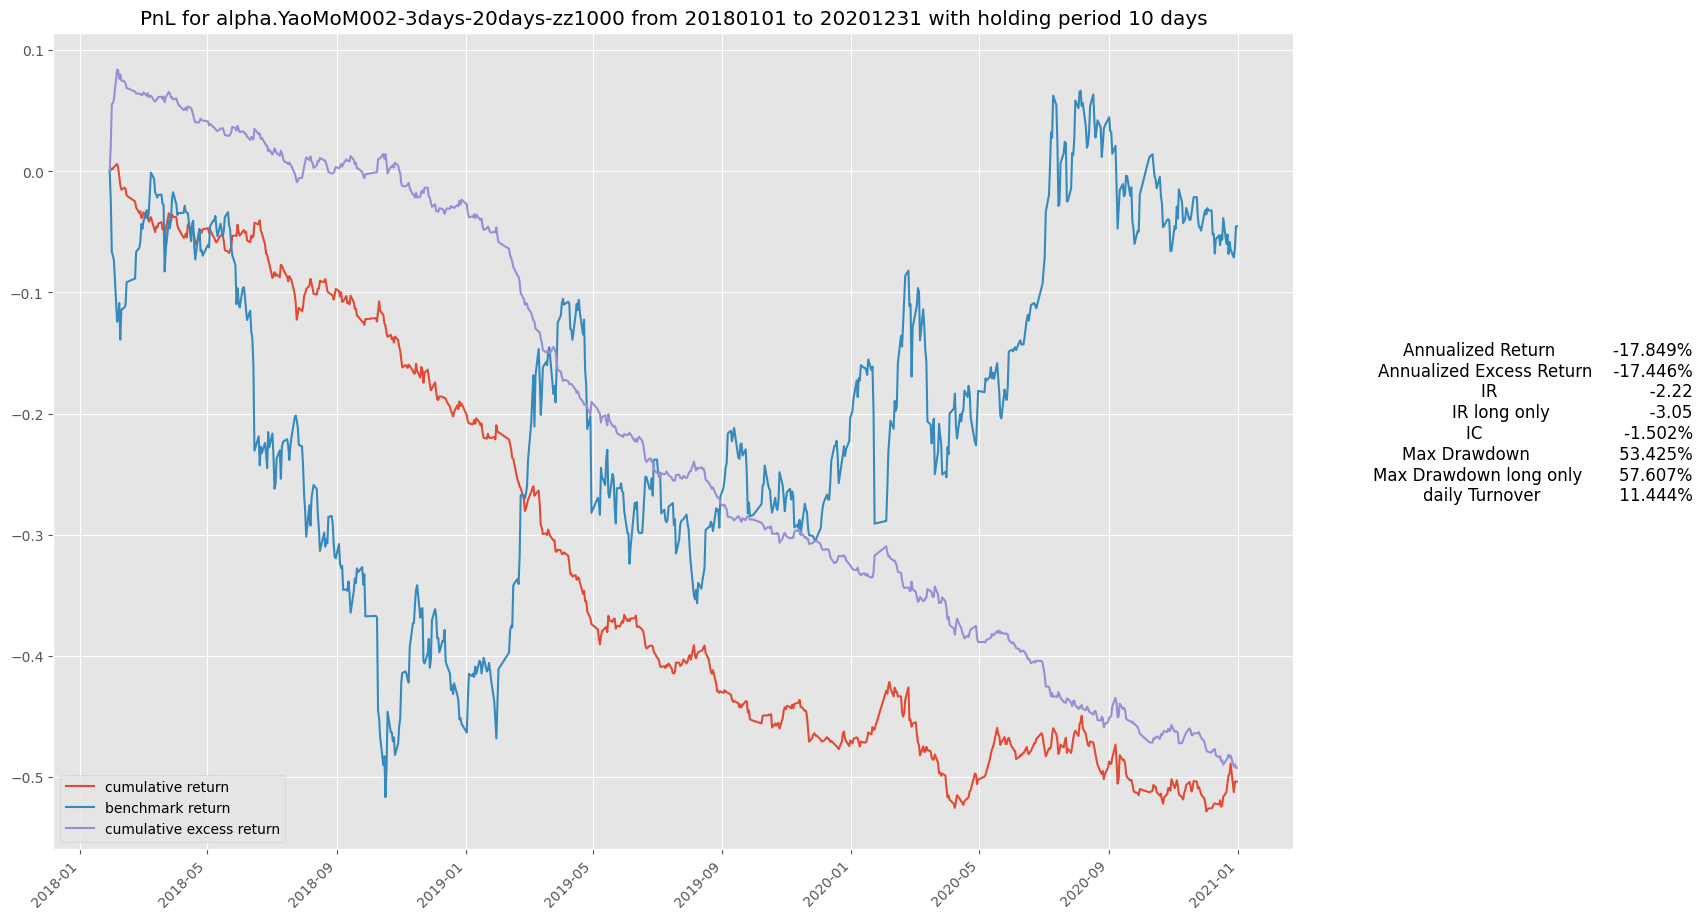 PnL for alpha.YaoMoM002-3days-20days-zz1000 from 20180101 to 20201231 with holding period 10 days
0.1
0.0
−0.1
−0.2
−0.3
−0.4
−0.5
Annualized Return -17.849%
Annualized Excess Return -17.446%
IR -2.22
IR long only -3.05
IC -1.502%
Max Drawdown 53.425%
Max Drawdown long only 57.607%
daily Turnover 11.444%
cumulative return
benchmark return
cumulative excess return
2018-01
2018-05
2018-09
2019-01
2019-05
2019-09
2020-01
2020-05
2020-09
2021-01